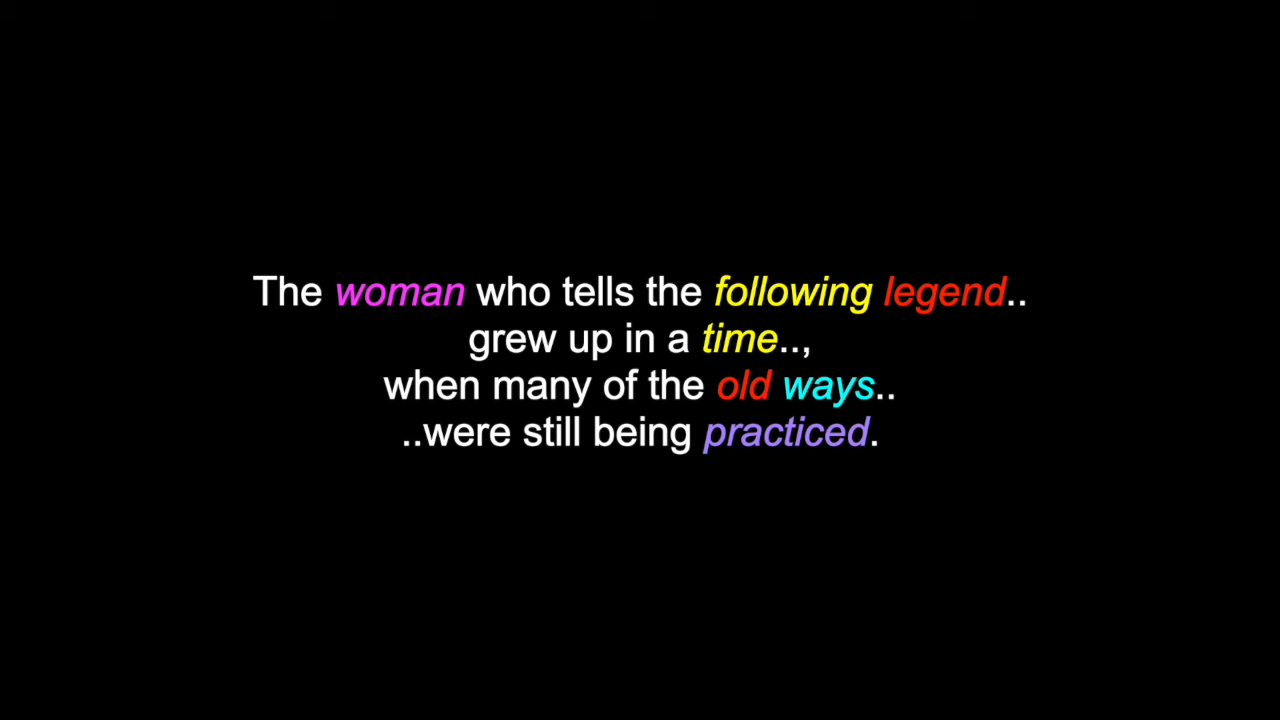 The woman who tells the following legend..
grew up in a time..,
when many of the old ways..
..were still being practiced.